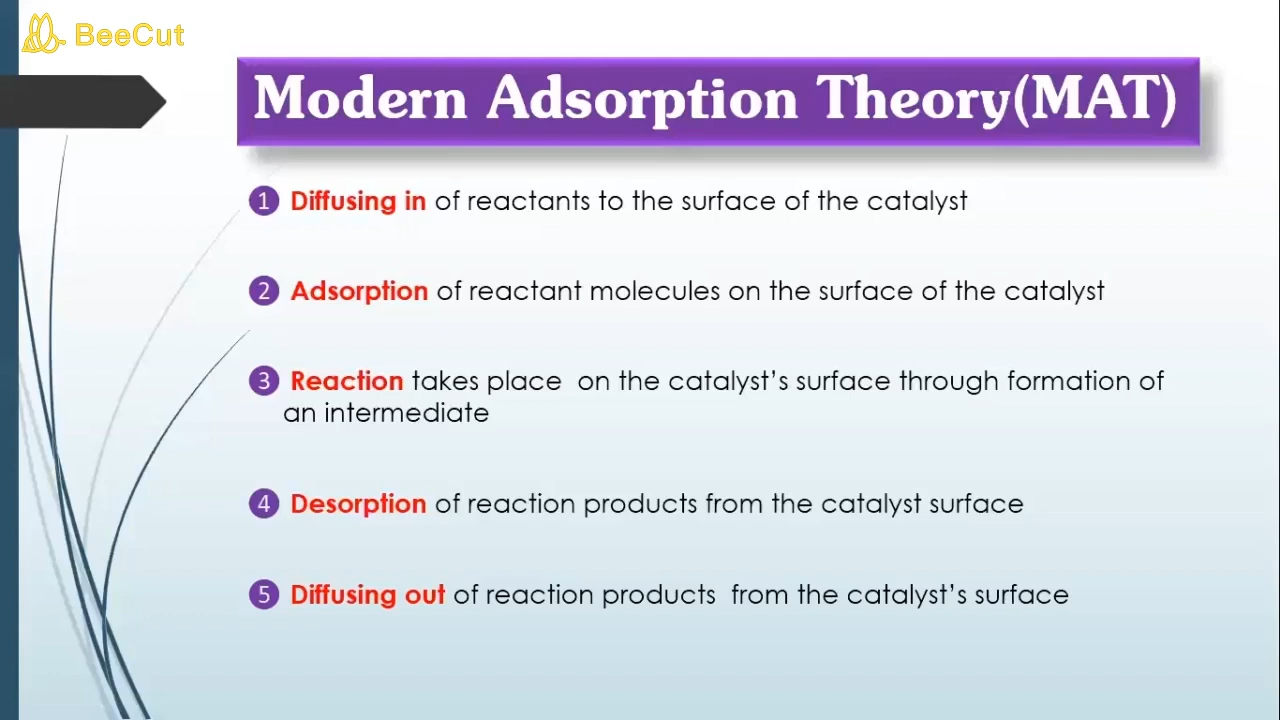 BeeCut
Modern Adsorption Theory(MAT)
1 Diffusing in of reactants to the surface of the catalyst
2 Adsorption of reactant molecules on the surface of the catalyst
3 Reaction takes place on the catalyst’s surface through formation of
an intermediate
4 Desorption of reaction products from the catalyst surface
5 Diffusing out of reaction products from the catalyst’s surface